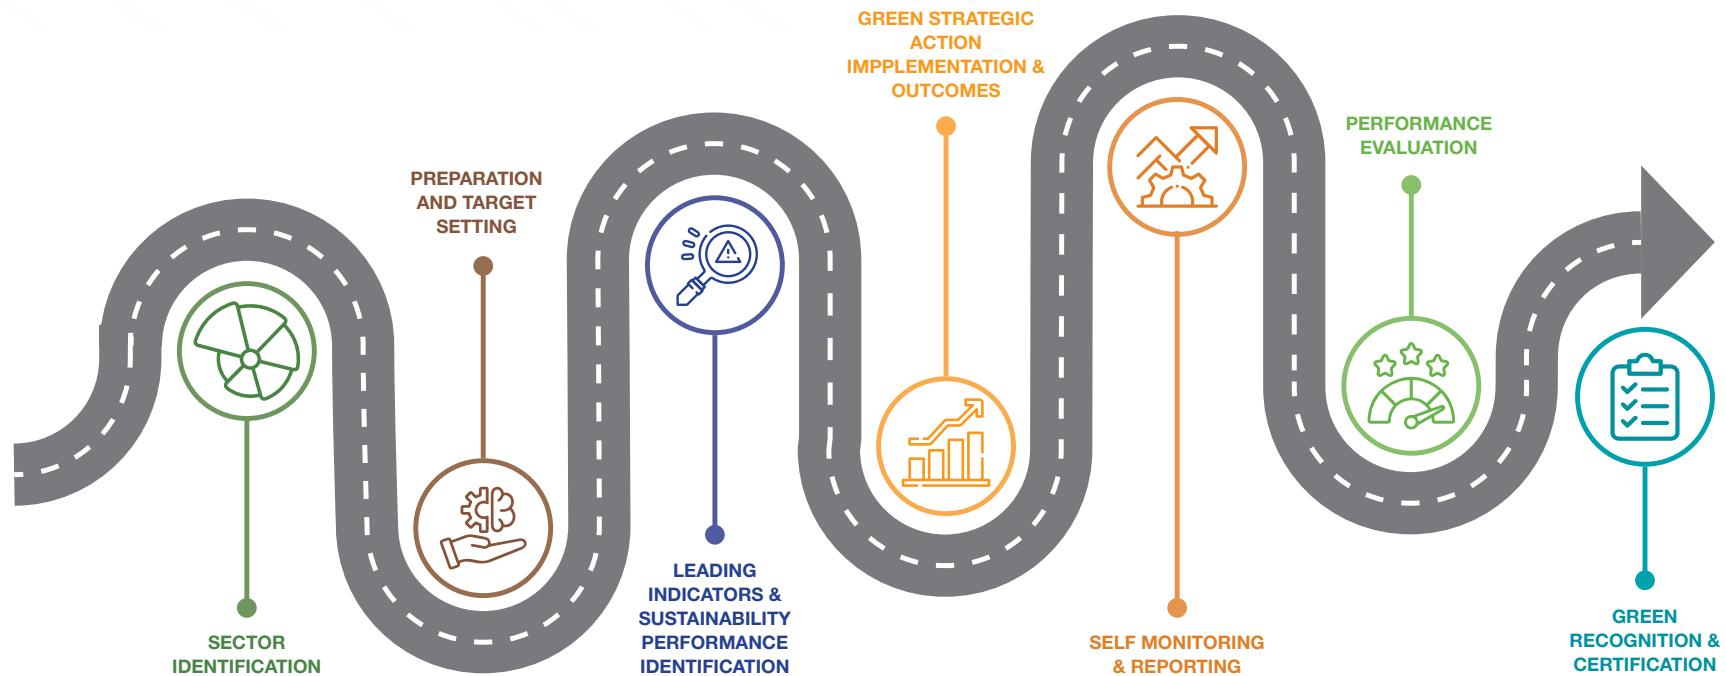 SECTOR
IDENTIFICATION
PREPARATION
AND TARGET
SETTING
LEADING
INDICATORS &
SUSTAINABILITY
PERFORMANCE
IDENTIFICATION
GREEN STRATEGIC
ACTION
IMPPLEMENTATION &
OUTCOMES
SELF MONITORING
& REPORTING
PERFORMANCE
EVALUATION
GREEN
RECOGNITION &
CERTIFICATION